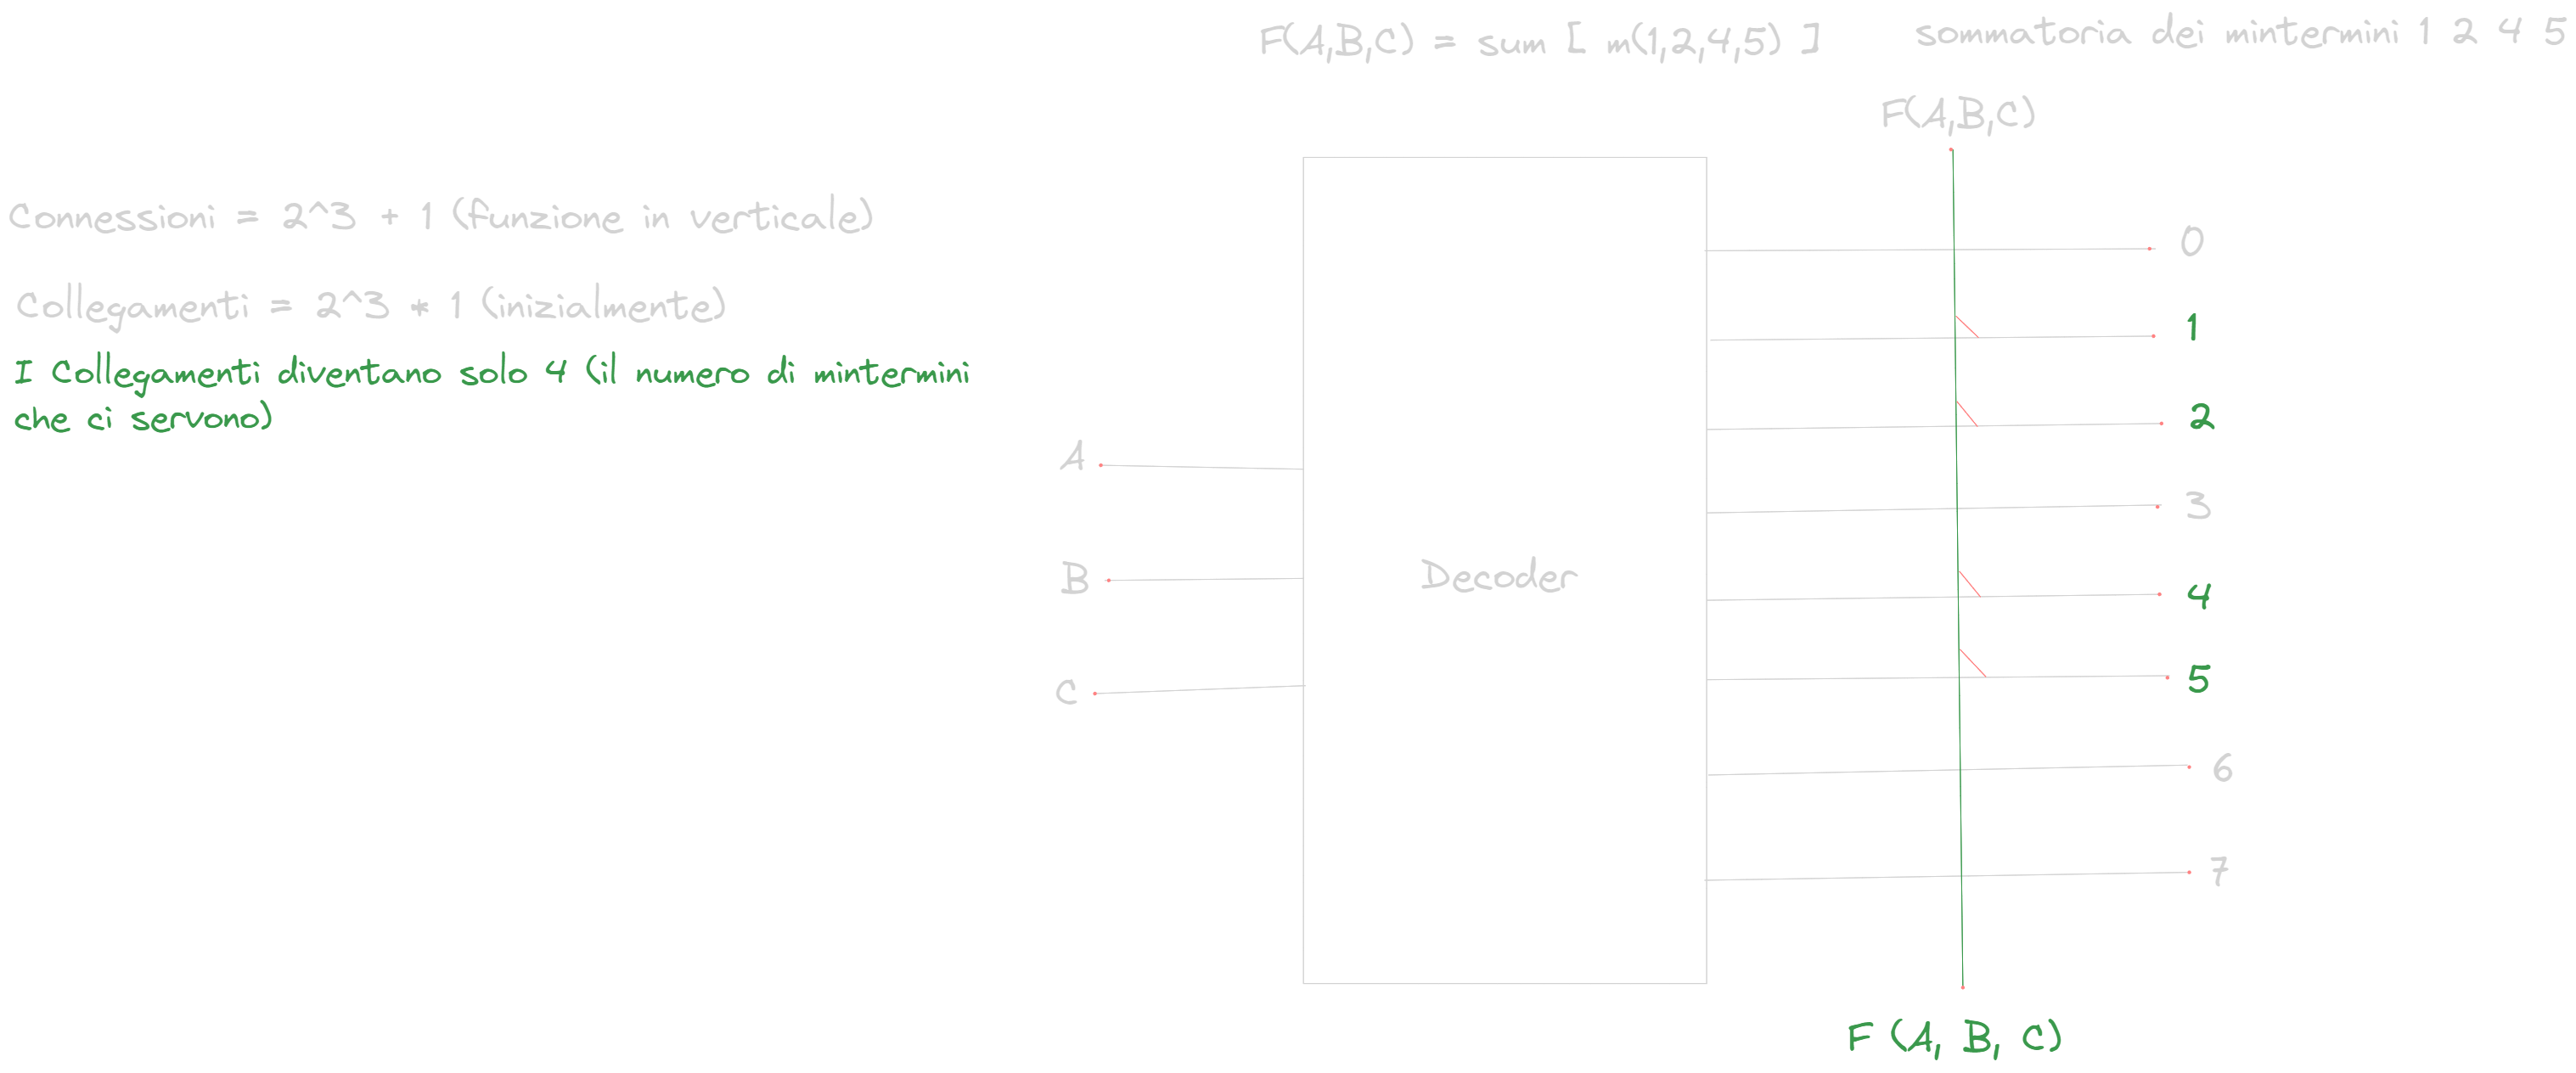 F(A,B,C) = sum [ m(1,2,4,5) ] sommatoria dei mintermini 1 2 4 5
F(A,B,C)
Connessioni = 2^3 + 1 (funzione in verticale)
0
Collegamenti = 2^3 * 1 (inizialmente)
1
I Collegamenti diventano solo 4 (il numero di mintermini
che ci servono)
2
A
3
B
Decoder
4
C
5
6
7
F (A, B, C)